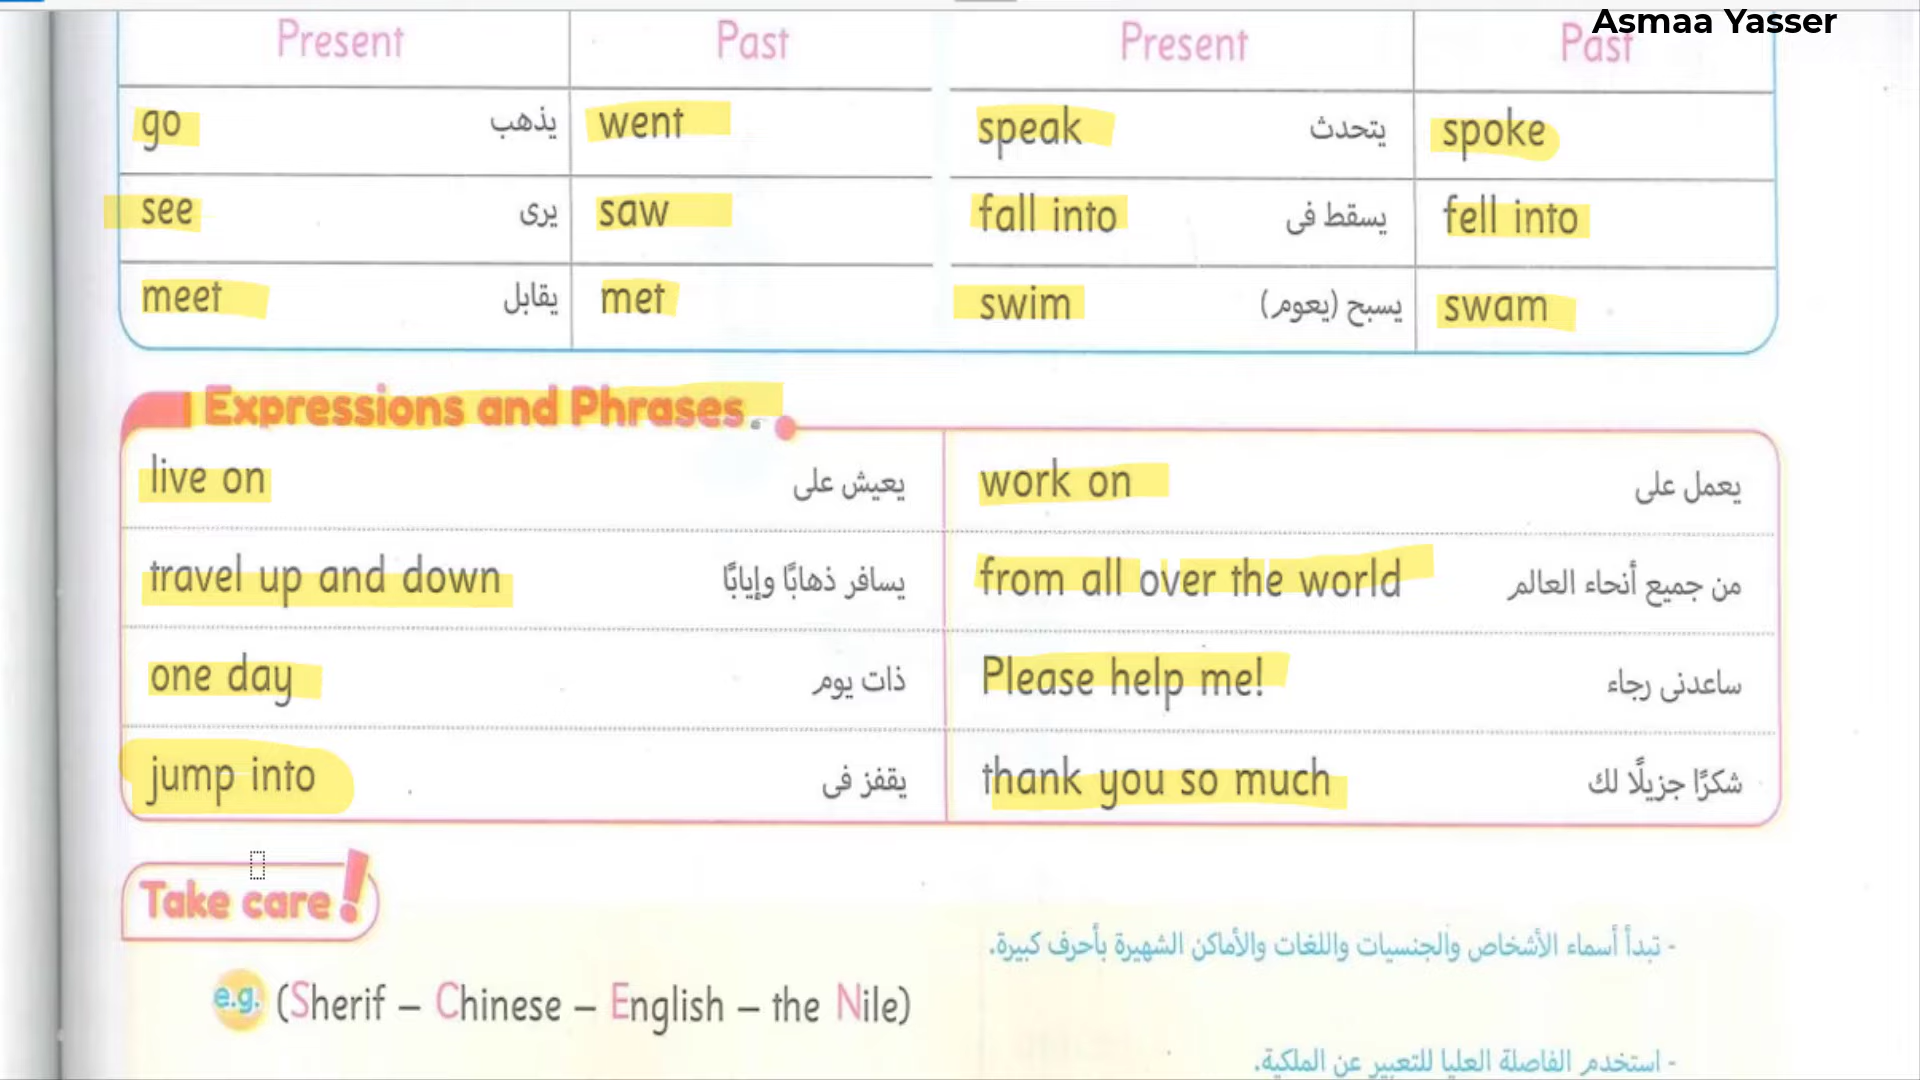 Asmaa Yasser
Present Past Present Past
go يذهب went speak يتحدث spoke
see يرى saw fall into يسقط فى fell into
meet يقابل met swim يسبح (يعوم) swam
Expressions and Phrases.
live on يعيش على work on يعمل على
travel up and down يسافر ذهابًا وإيابًا from all over the world من جميع أنحاء العالم
one day ذات يوم Please help me! ساعدنى رجاء
jump into يقفز فى thank you so much شكرًا جزيلًا لك
Take care!
- تبدأ أسماء الأشخاص والجنسيات واللغات والأماكن الشهيرة بأحرف كبيرة.
e.g. (Sherif – Chinese – English – the Nile)
- استخدم الفاصلة العليا للتعبير عن الملكية.